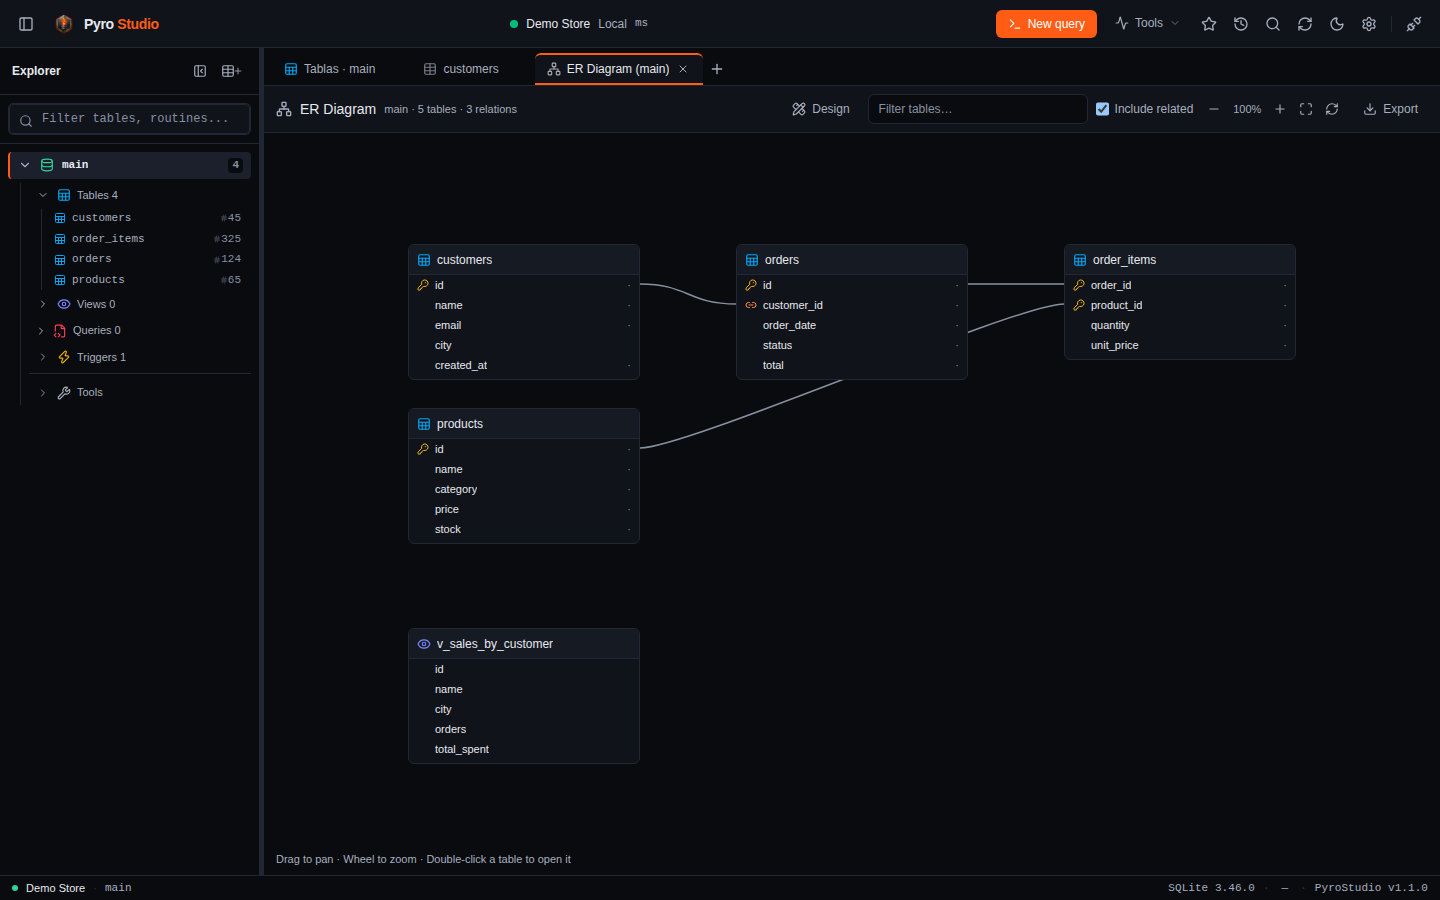 Pyro Studio
Demo Store Local ms
New query
Tools
Explorer
Tablas · main
customers
ER Diagram (main)
ER Diagram main · 5 tables · 3 relations
Design
Filter tables…
Include related
100%
Export
Filter tables, routines...
main 4
Tables 4
customers #45
order_items #325
orders #124
products #65
Views 0
Queries 0
Triggers 1
Tools
customers
id -
name -
email -
city
created_at -
orders
id -
customer_id -
order_date -
status -
total -
order_items
order_id -
product_id -
quantity -
unit_price -
products
id -
name -
category -
price -
stock -
v_sales_by_customer
id
name
city
orders
total_spent
Drag to pan · Wheel to zoom · Double-click a table to open it
Demo Store · main
SQLite 3.46.0 · — · PyroStudio v1.1.0